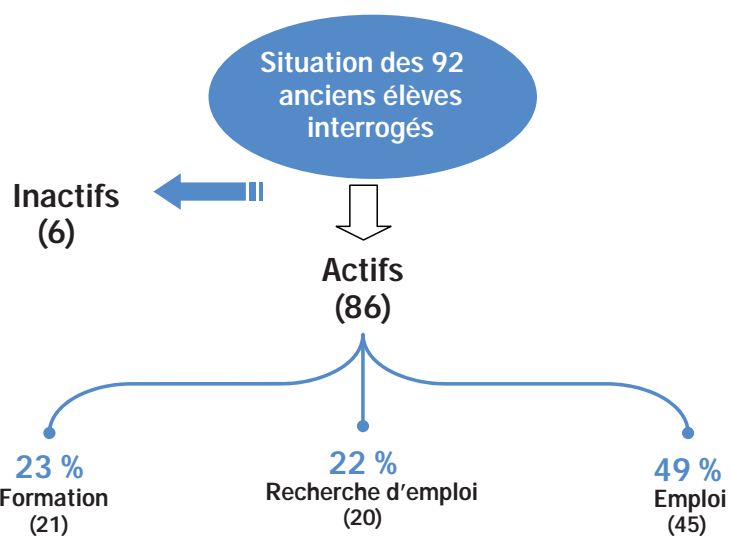 Situation des 92
anciens élèves
interrogés
Inactifs
(6)
Actifs
(86)
23 %
Formation
(21)
22 %
Recherche d'emploi
(20)
49 %
Emploi
(45)